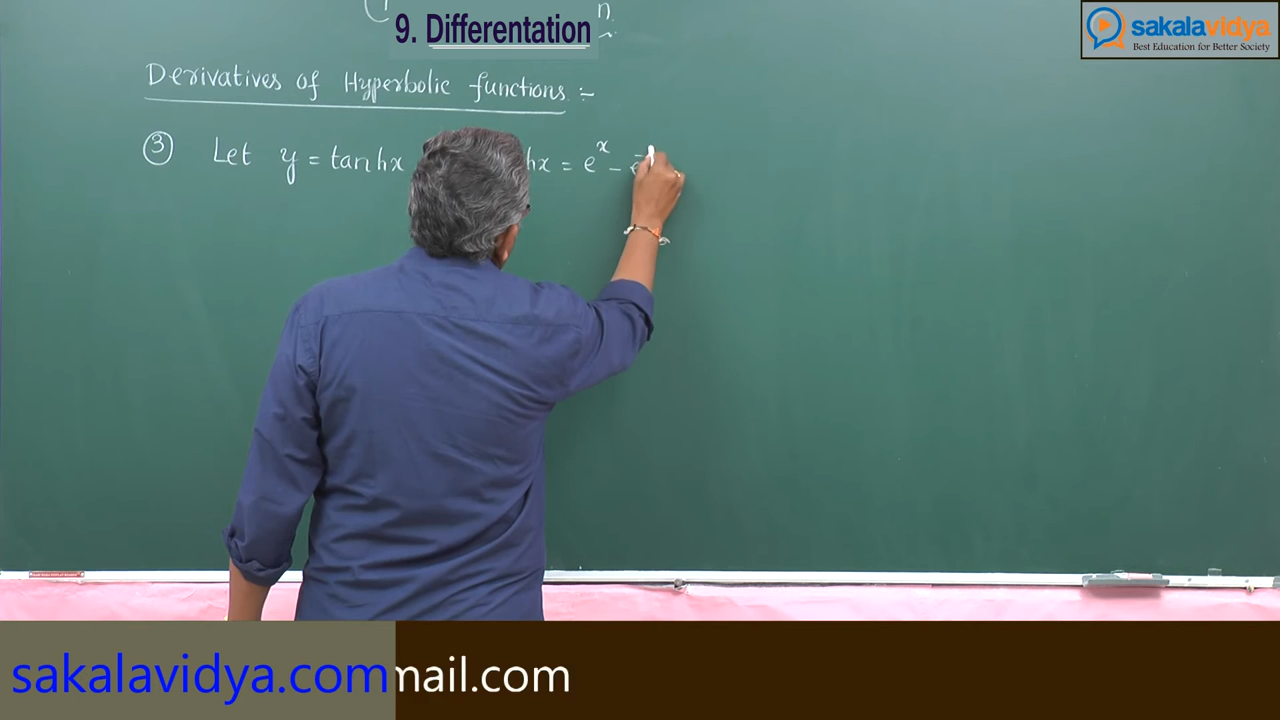 9. Differentation
sakalavidya
Best Education for Better Society
Derivatives of Hyperbolic functions :-
③ Let y = tanhx hx = e^x - e^-
sakalavidya.com mail.com